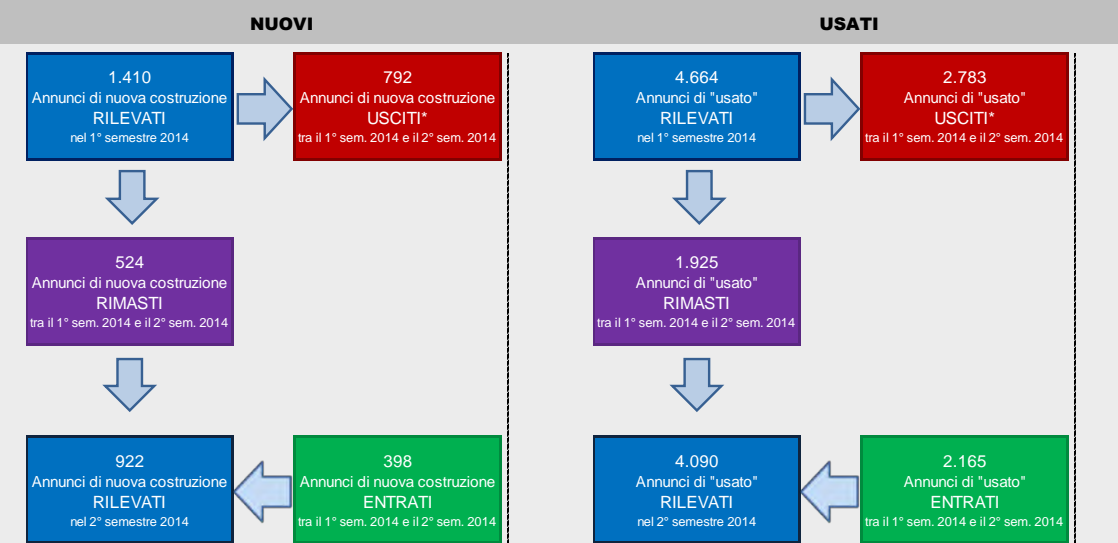 NUOVI
1.410
Annunci di nuova costruzione
RILEVATI
nel 1° semestre 2014
792
Annunci di nuova costruzione
USCITI*
tra il 1° sem. 2014 e il 2° sem. 2014
524
Annunci di nuova costruzione
RIMASTI
tra il 1° sem. 2014 e il 2° sem. 2014
922
Annunci di nuova costruzione
RILEVATI
nel 2° semestre 2014
398
Annunci di nuova costruzione
ENTRATI
tra il 1° sem. 2014 e il 2° sem. 2014
USATI
4.664
Annunci di "usato"
RILEVATI
nel 1° semestre 2014
2.783
Annunci di "usato"
USCITI*
tra il 1° sem. 2014 e il 2° sem. 2014
1.925
Annunci di "usato"
RIMASTI
tra il 1° sem. 2014 e il 2° sem. 2014
4.090
Annunci di "usato"
RILEVATI
nel 2° semestre 2014
2.165
Annunci di "usato"
ENTRATI
tra il 1° sem. 2014 e il 2° sem. 2014